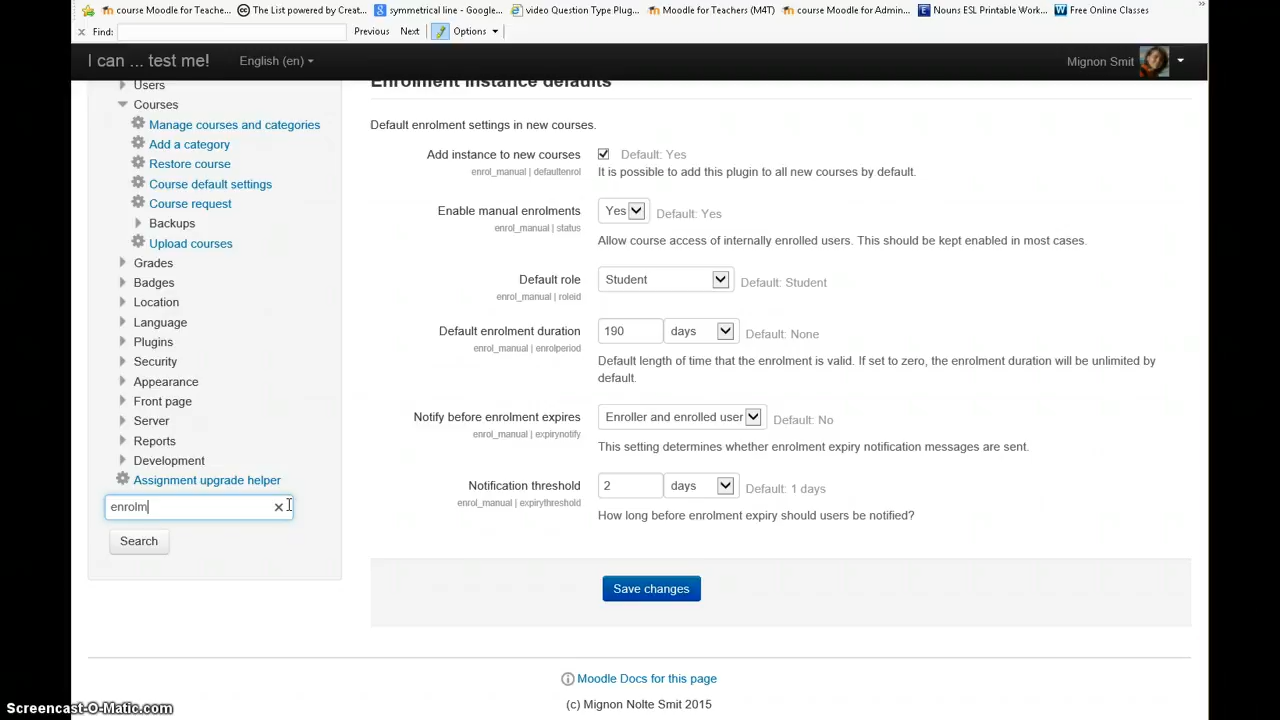 course Moodle for Teache... The List powered by Creat... symmetrical line - Google... video Question Type Plug... Moodle for Teachers (M4T) course Moodle for Admin... Nouns ESL Printable Work... Free Online Classes
Find: Previous Next Options
I can ... test me! English (en) Mignon Smit
Users
Courses
Manage courses and categories
Add a category
Restore course
Course default settings
Course request
Backups
Upload courses
Grades
Badges
Location
Language
Plugins
Security
Appearance
Front page
Server
Reports
Development
Assignment upgrade helper
enrolm
Search
Enrolment instance defaults
Default enrolment settings in new courses.
Add instance to new courses Default: Yes
enrol_manual | defaultenrol
It is possible to add this plugin to all new courses by default.
Enable manual enrolments Yes Default: Yes
enrol_manual | status
Allow course access of internally enrolled users. This should be kept enabled in most cases.
Default role Student Default: Student
enrol_manual | roleid
Default enrolment duration 190 days Default: None
enrol_manual | enrolperiod
Default length of time that the enrolment is valid. If set to zero, the enrolment duration will be unlimited by
default.
Notify before enrolment expires Enroller and enrolled user Default: No
enrol_manual | expirynotify
This setting determines whether enrolment expiry notification messages are sent.
Notification threshold 2 days Default: 1 days
enrol_manual | expirythreshold
How long before enrolment expiry should users be notified?
Save changes
Moodle Docs for this page
(c) Mignon Nolte Smit 2015
Screencast-O-Matic.com